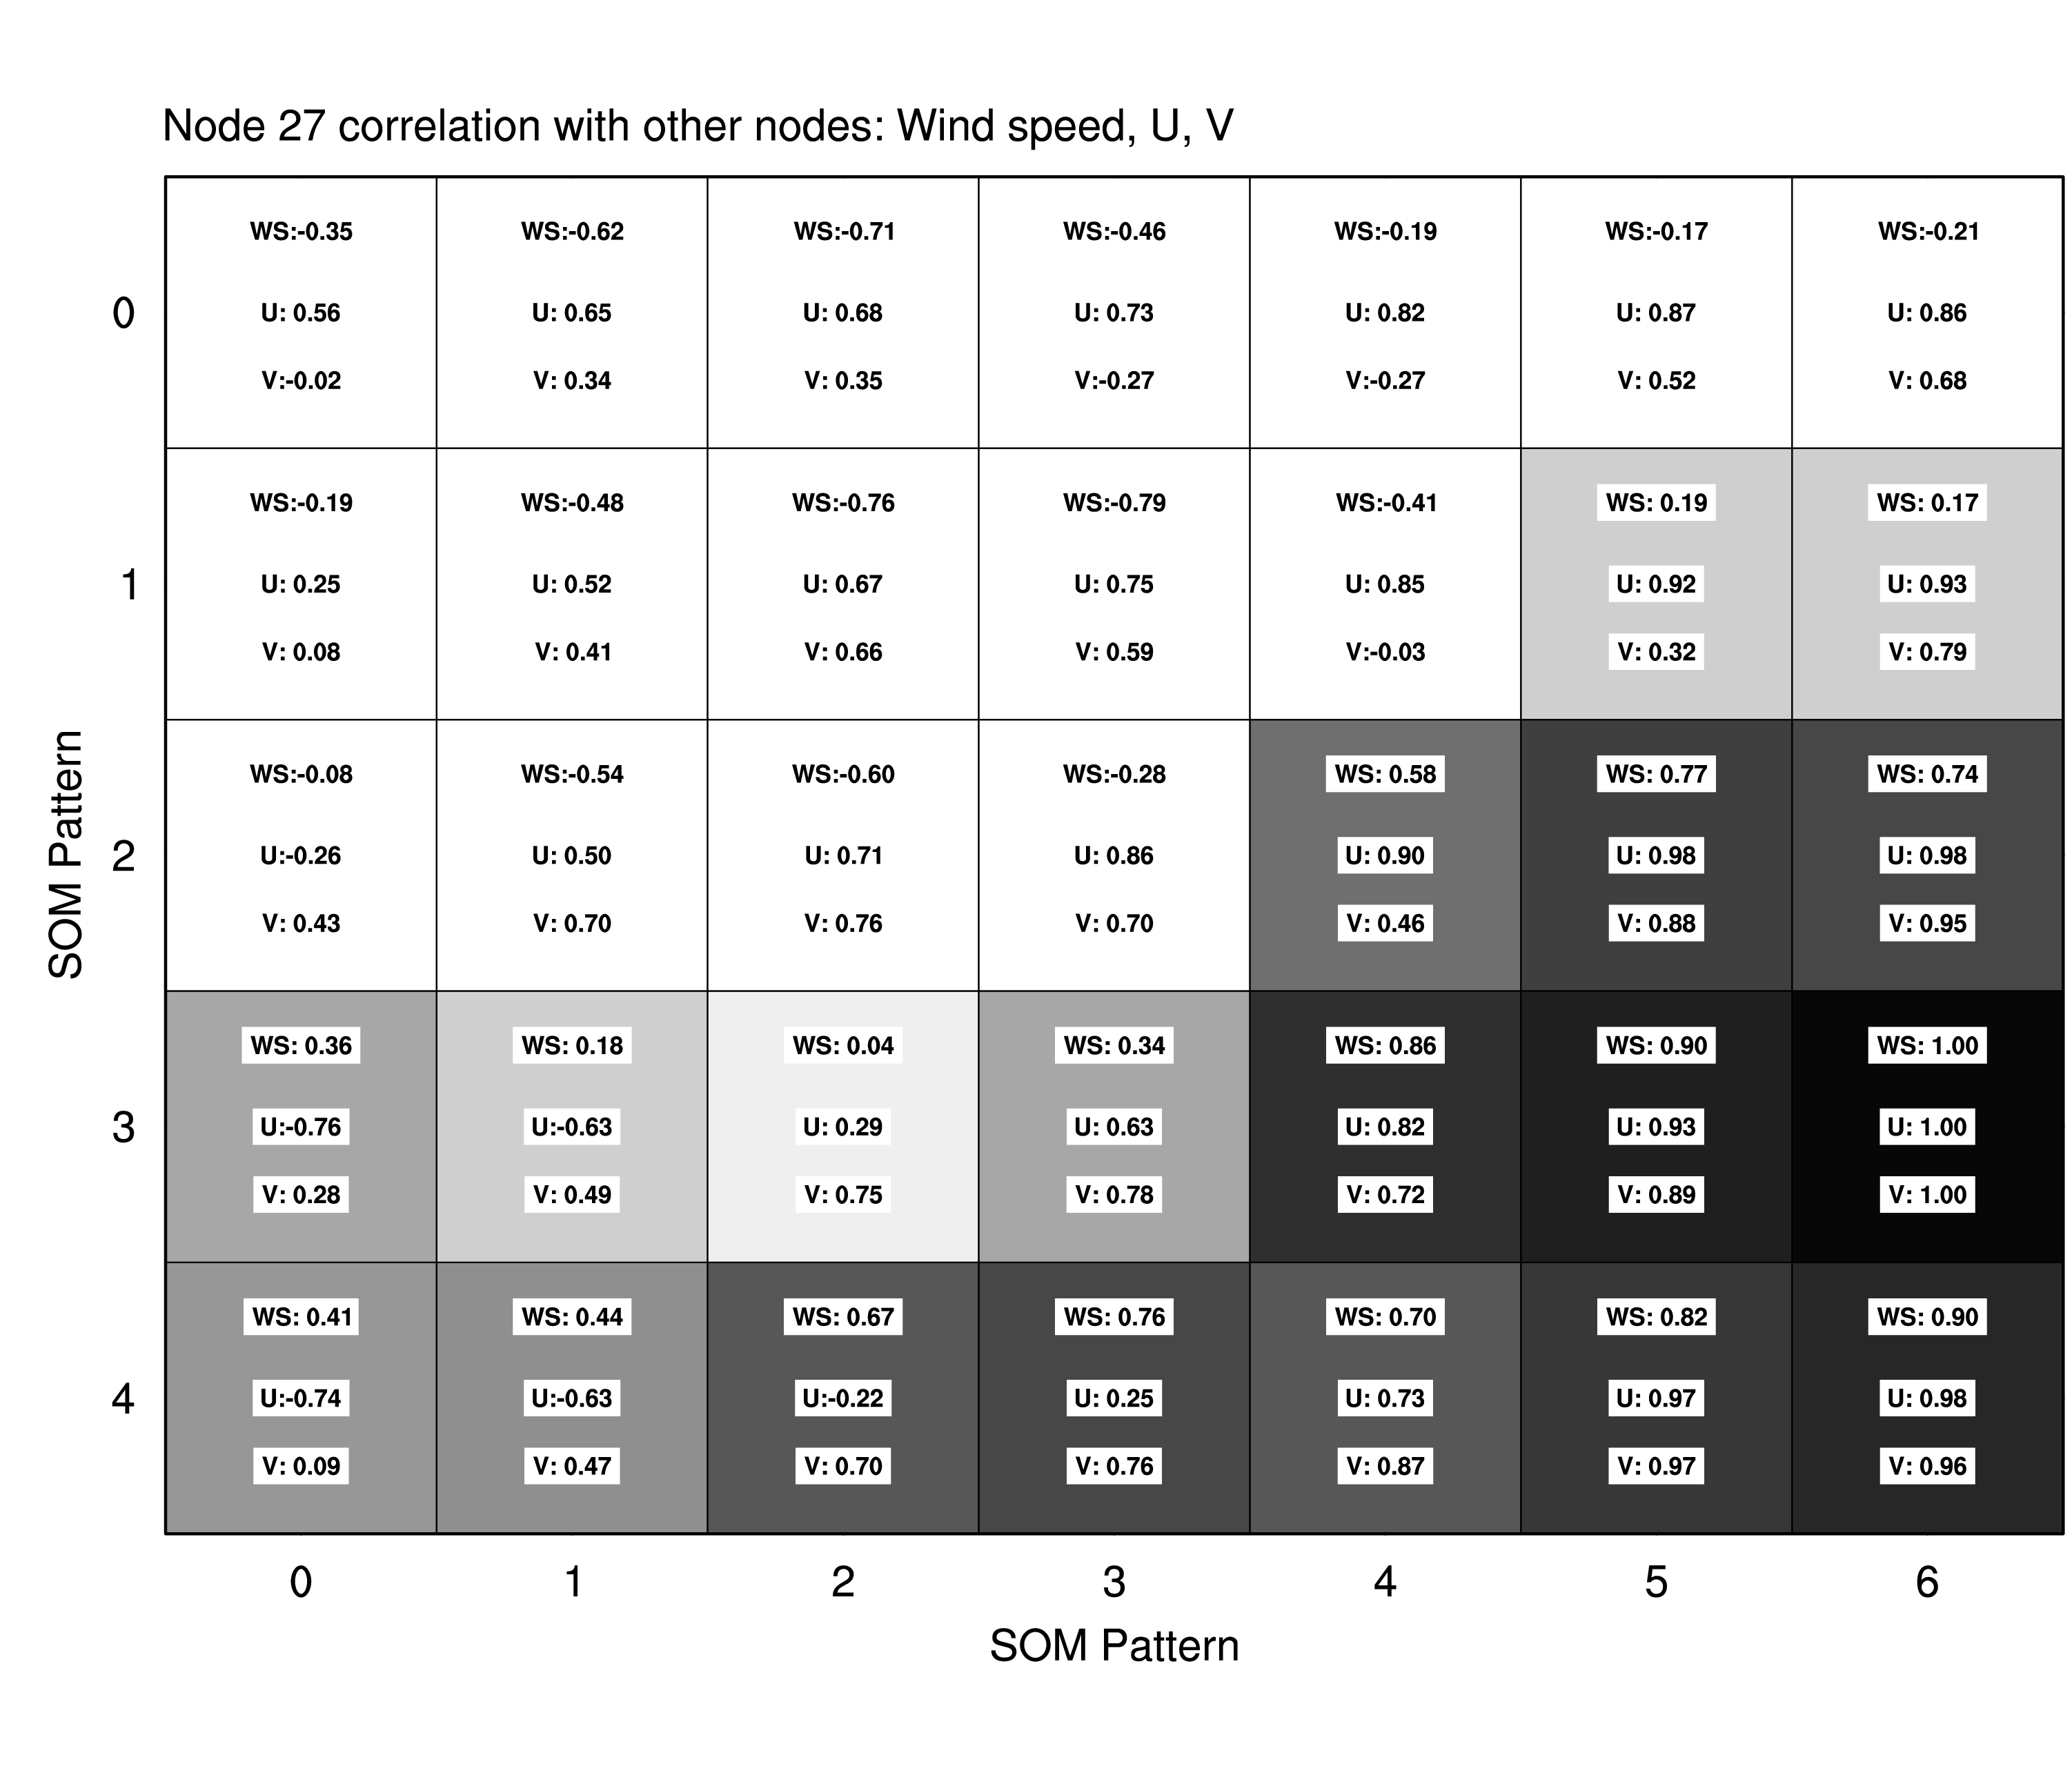 Node 27 correlation with other nodes: Wind speed, U, V
WS:-0.35 WS:-0.62 WS:-0.71 WS:-0.46 WS:-0.19 WS:-0.17 WS:-0.21
0 U: 0.56 U: 0.65 U: 0.68 U: 0.73 U: 0.82 U: 0.87 U: 0.86
V:-0.02 V: 0.34 V: 0.35 V:-0.27 V:-0.27 V: 0.52 V: 0.68
WS:-0.19 WS:-0.48 WS:-0.76 WS:-0.79 WS:-0.41 WS: 0.19 WS: 0.17
1 U: 0.25 U: 0.52 U: 0.67 U: 0.75 U: 0.85 U: 0.92 U: 0.93
V: 0.08 V: 0.41 V: 0.66 V: 0.59 V:-0.03 V: 0.32 V: 0.79
SOM Pattern
WS:-0.08 WS:-0.54 WS:-0.60 WS:-0.28 WS: 0.58 WS: 0.77 WS: 0.74
2 U:-0.26 U: 0.50 U: 0.71 U: 0.86 U: 0.90 U: 0.98 U: 0.98
V: 0.43 V: 0.70 V: 0.76 V: 0.70 V: 0.46 V: 0.88 V: 0.95
WS: 0.36 WS: 0.18 WS: 0.04 WS: 0.34 WS: 0.86 WS: 0.90 WS: 1.00
3 U:-0.76 U:-0.63 U: 0.29 U: 0.63 U: 0.82 U: 0.93 U: 1.00
V: 0.28 V: 0.49 V: 0.75 V: 0.78 V: 0.72 V: 0.89 V: 1.00
WS: 0.41 WS: 0.44 WS: 0.67 WS: 0.76 WS: 0.70 WS: 0.82 WS: 0.90
4 U:-0.74 U:-0.63 U:-0.22 U: 0.25 U: 0.73 U: 0.97 U: 0.98
V: 0.09 V: 0.47 V: 0.70 V: 0.76 V: 0.87 V: 0.97 V: 0.96
0 1 2 3 4 5 6
SOM Pattern